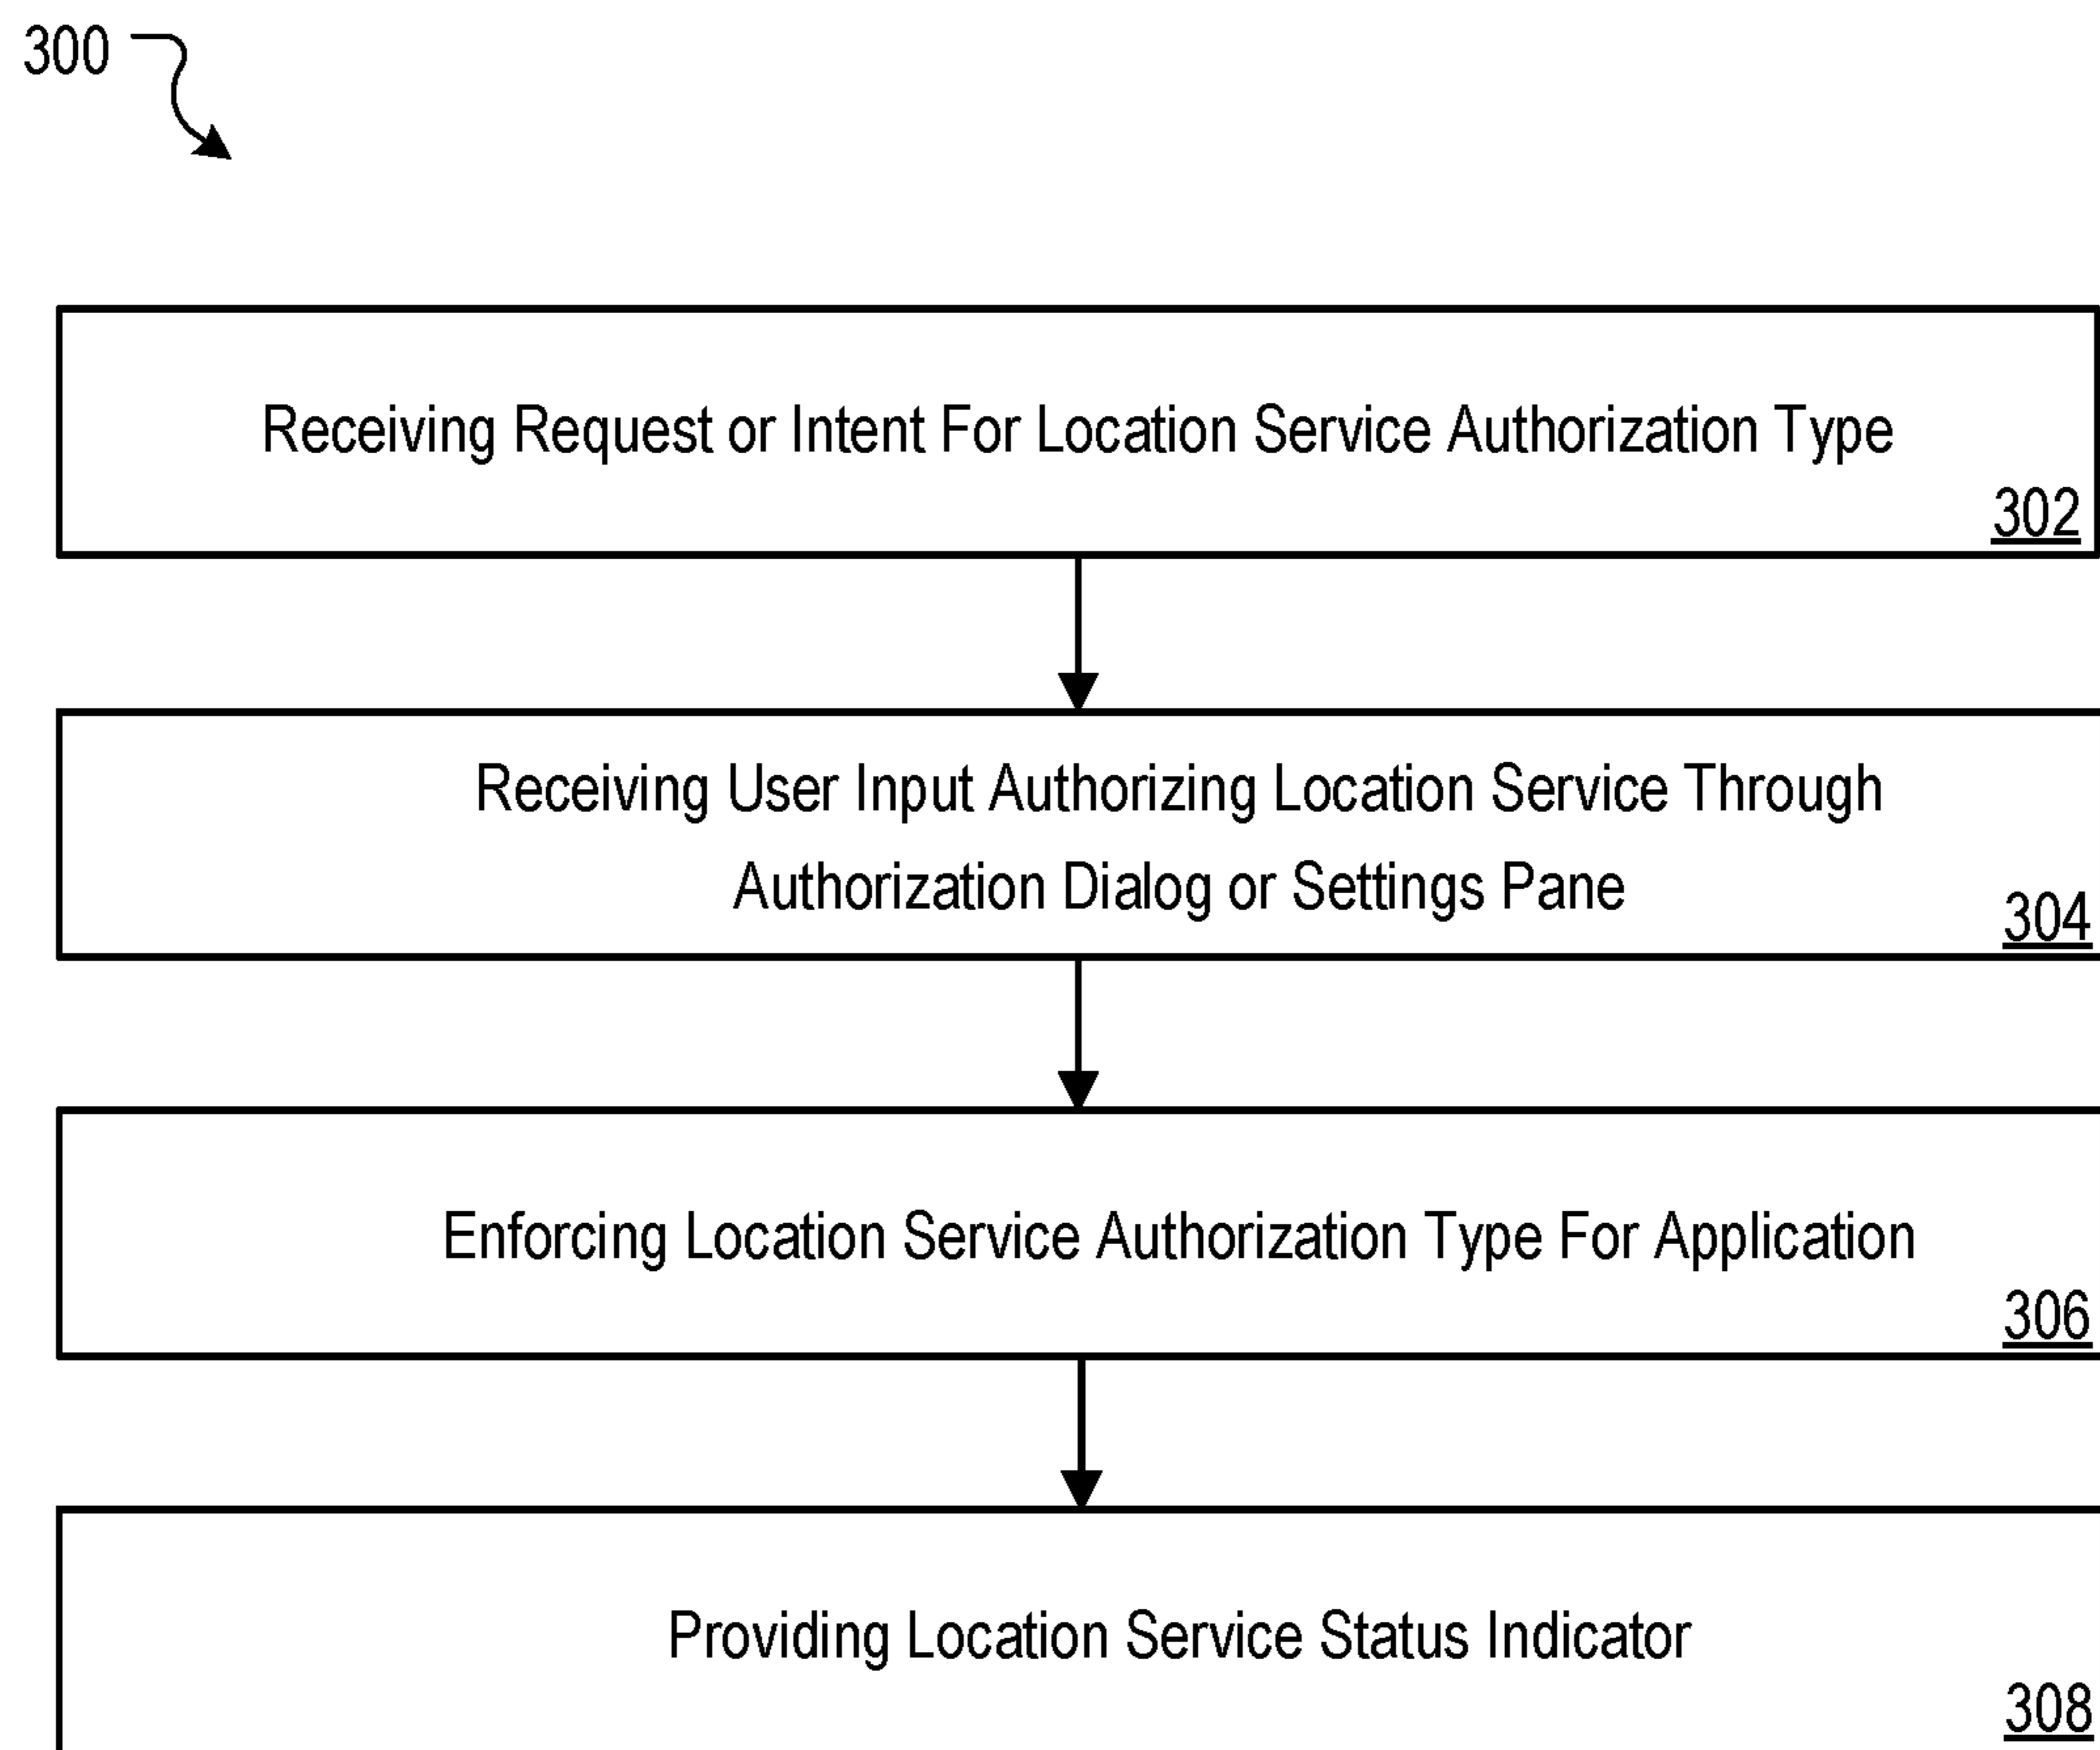 300
Receiving Request or Intent For Location Service Authorization Type
302
Receiving User Input Authorizing Location Service Through
Authorization Dialog or Settings Pane
304
Enforcing Location Service Authorization Type For Application
306
Providing Location Service Status Indicator
308